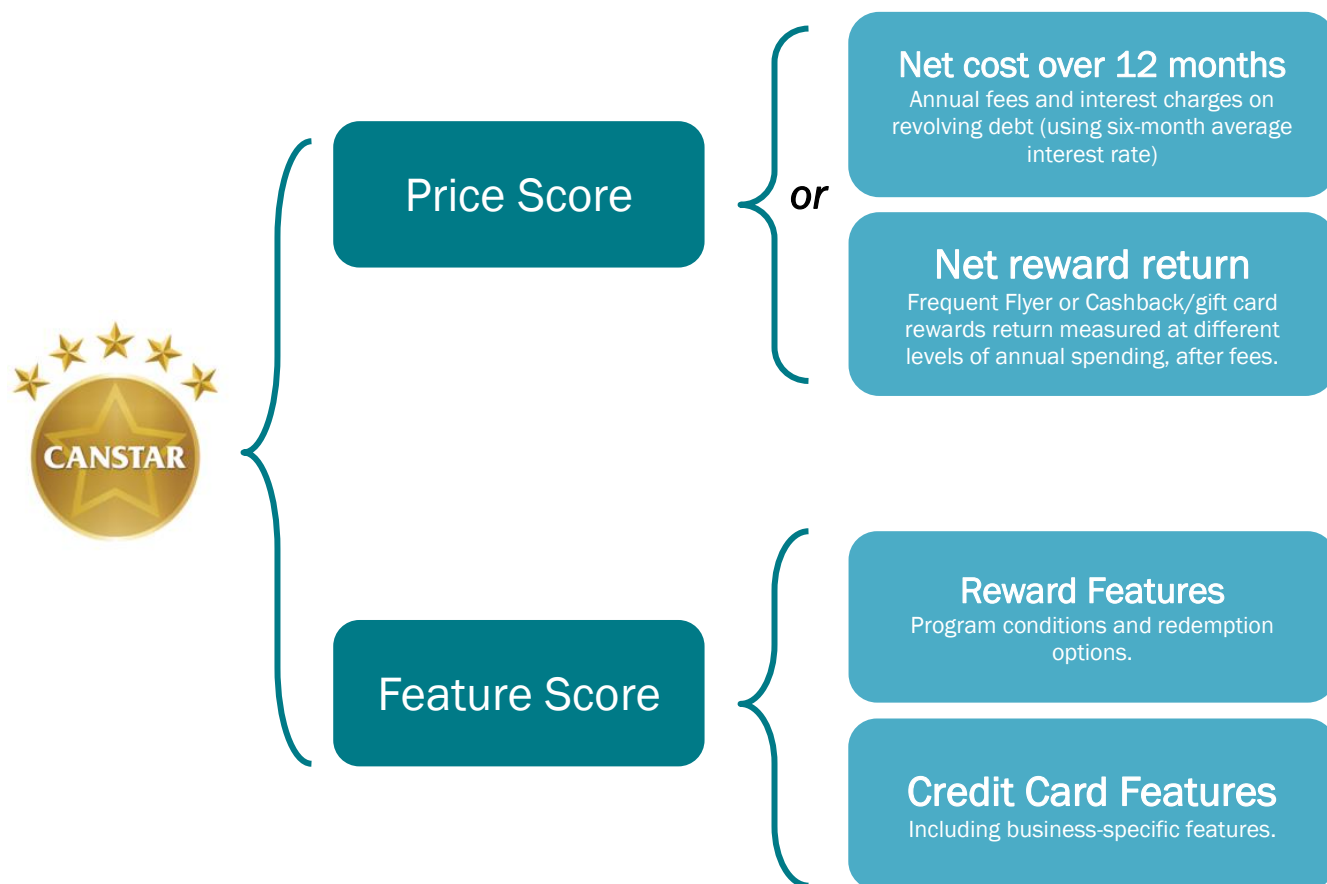 CANSTAR
Price Score
or
Net cost over 12 months
Annual fees and interest charges on
revolving debt (using six-month average
interest rate)
Net reward return
Frequent Flyer or Cashback/gift card
rewards return measured at different
levels of annual spending, after fees.
Feature Score
Reward Features
Program conditions and redemption
options.
Credit Card Features
Including business-specific features.